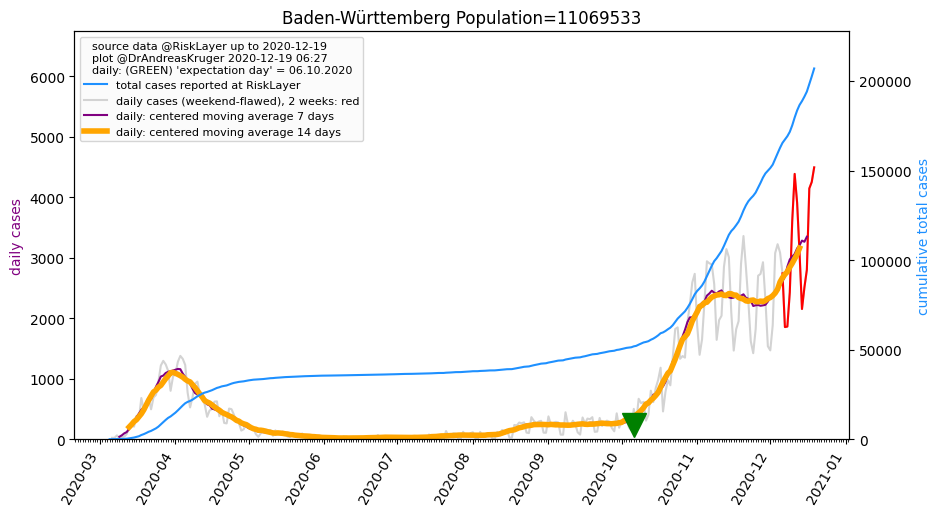 Baden-Württemberg Population=11069533
source data @RiskLayer up to 2020-12-19
plot @DrAndreasKruger 2020-12-19 06:27
daily: (GREEN) 'expectation day' = 06.10.2020
total cases reported at RiskLayer
daily cases (weekend-flawed), 2 weeks: red
daily: centered moving average 7 days
daily: centered moving average 14 days
daily cases
6000
5000
4000
3000
2000
1000
0
200000
150000
100000
50000
0
cumulative total cases
2020-03
2020-04
2020-05
2020-06
2020-07
2020-08
2020-09
2020-10
2020-11
2020-12
2021-01